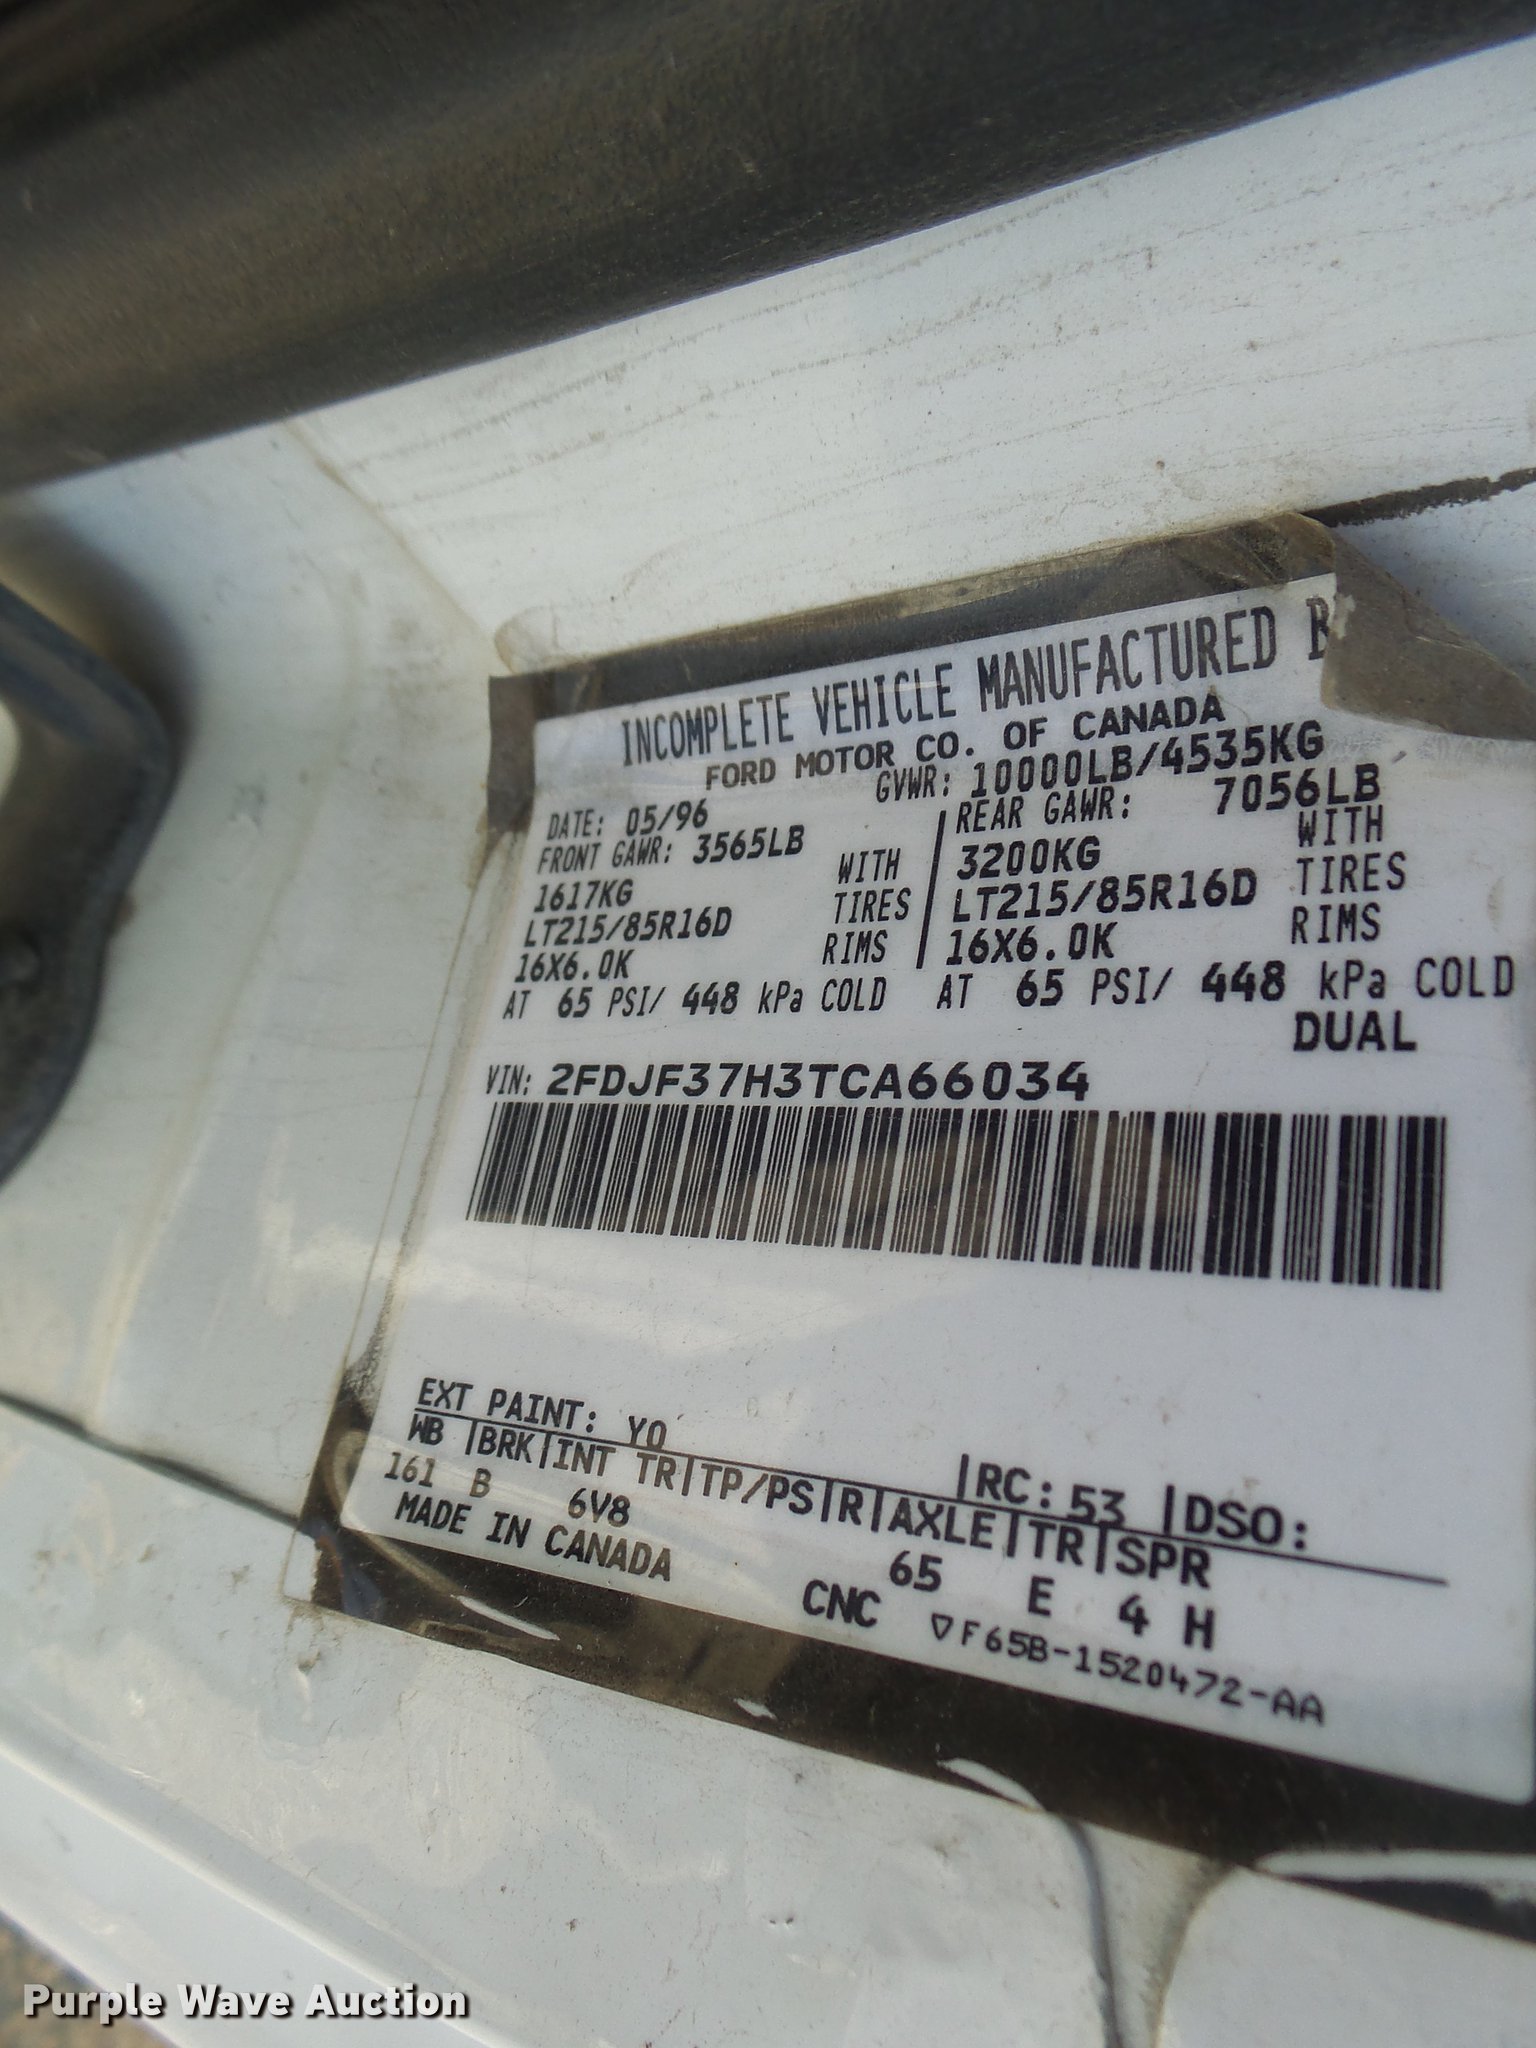 INCOMPLETE VEHICLE MANUFACTURED B
FORD MOTOR CO. OF CANADA
DATE: 05/96 GVWR: 10000LB/4535KG
FRONT GAWR: 3565LB REAR GAWR: 7056LB
1617KG WITH 3200KG WITH
LT215/85R16D TIRES LT215/85R16D TIRES
16X6.0K RIMS 16X6.0K RIMS
AT 65 PSI/ 448 kPa COLD AT 65 PSI/ 448 kPa COLD
DUAL
VIN: 2FDJF37H3TCA66034
EXT PAINT: YO |RC: 53 |DSO:
WB |BRK|INT TR|TP/PS|R|AXLE|TR|SPR
161 B 6V8 65 E 4 H
MADE IN CANADA CNC ▽F65B-1520472-AA
Purple Wave Auction